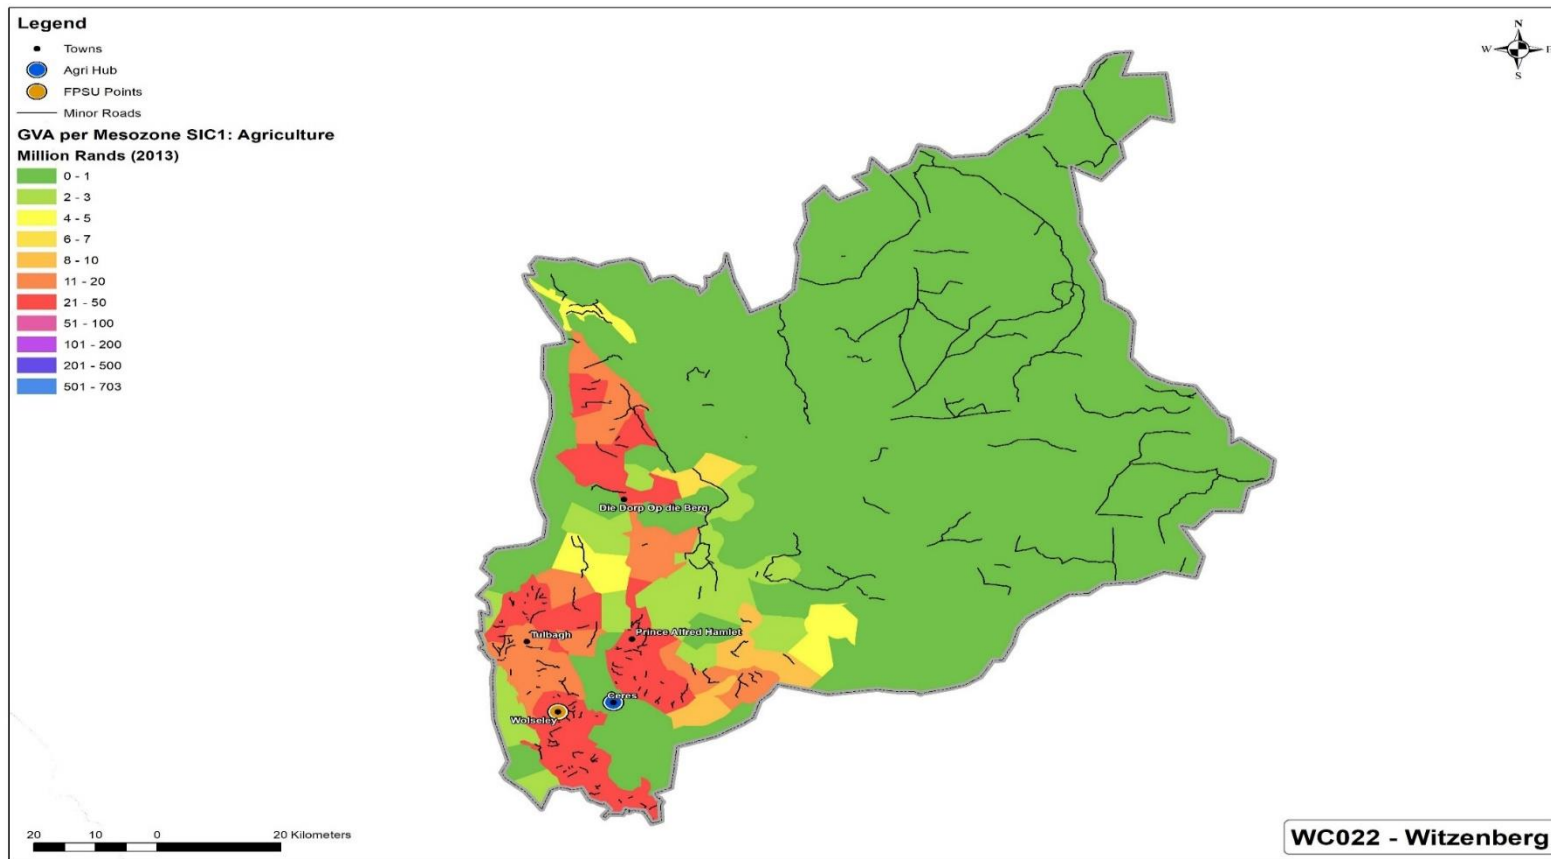 Legend
Towns
Agri Hub
FPSU Points
Minor Roads
GVA per Mesozone SIC1: Agriculture
Million Rands (2013)
0 - 1
2 - 3
4 - 5
6 - 7
8 - 10
11 - 20
21 - 50
51 - 100
101 - 200
201 - 500
501 - 703
N
W E
S
Die Dorp Op die Berg
Tulbagh
Prince Alfred Hamlet
Ceres
Wolseley
20 10 0 20 Kilometers
WC022 - Witzenberg